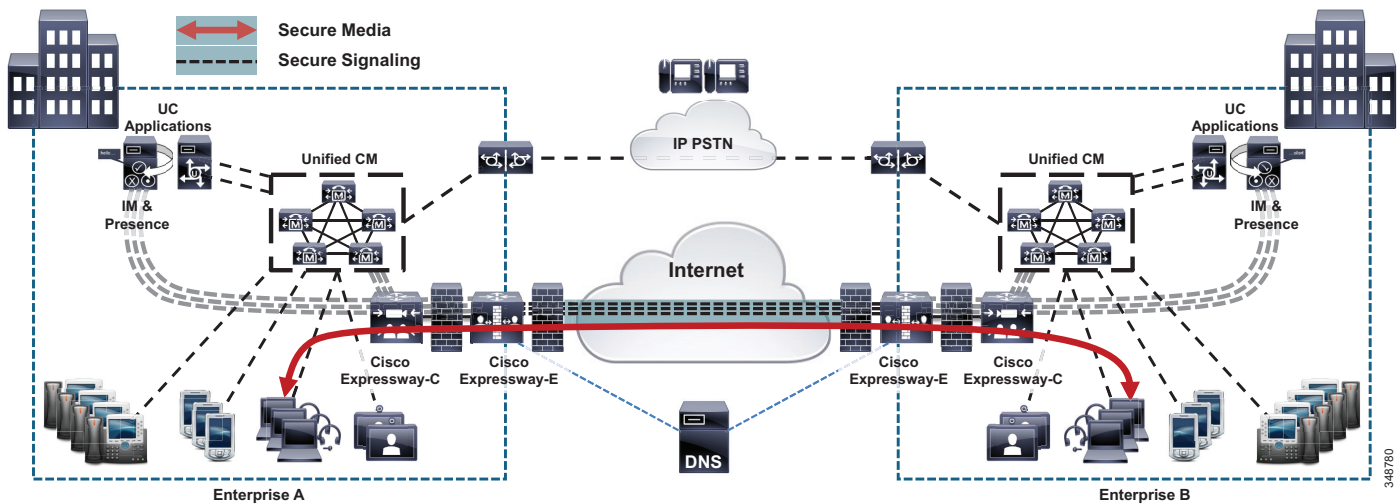 Secure Media
Secure Signaling
UC
Applications
Unified CM
IM &
Presence
IP PSTN
Unified CM
UC
Applications
IM &
Presence
M
M
M
M
M
M
M
M
M
M
Internet
Cisco
Expressway-C
Cisco
Expressway-E
Cisco
Expressway-E
Cisco
Expressway-C
DNS
Enterprise A
Enterprise B
348780